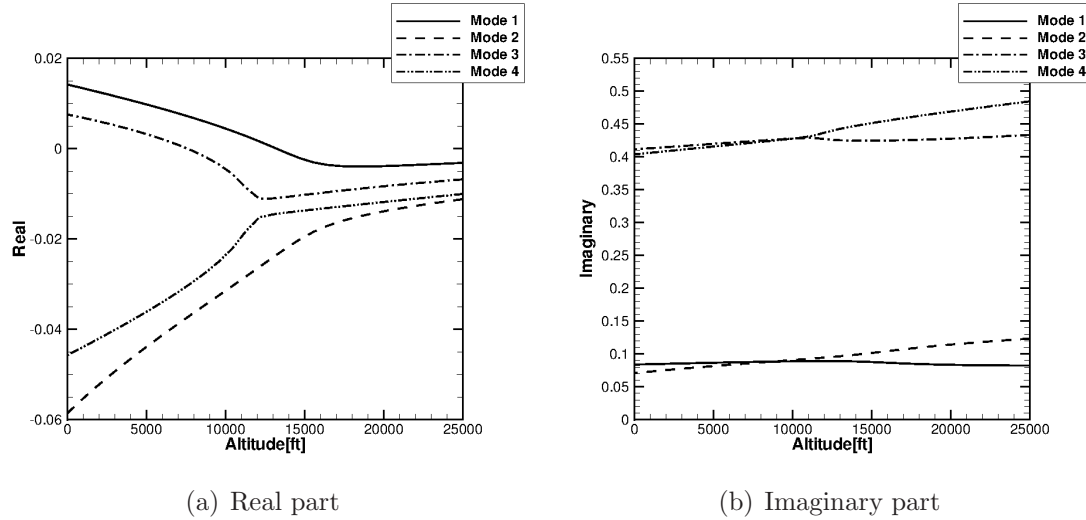 Mode 1
Mode 2
Mode 3
Mode 4
0.02
0
-0.02
-0.04
-0.06
Real
0 5000 10000 15000 20000 25000
Altitude[ft]
(a) Real part
Mode 1
Mode 2
Mode 3
Mode 4
0.55
0.5
0.45
0.4
0.35
0.3
0.25
0.2
0.15
0.1
0.05
0
Imaginary
0 5000 10000 15000 20000 25000
Altitude[ft]
(b) Imaginary part